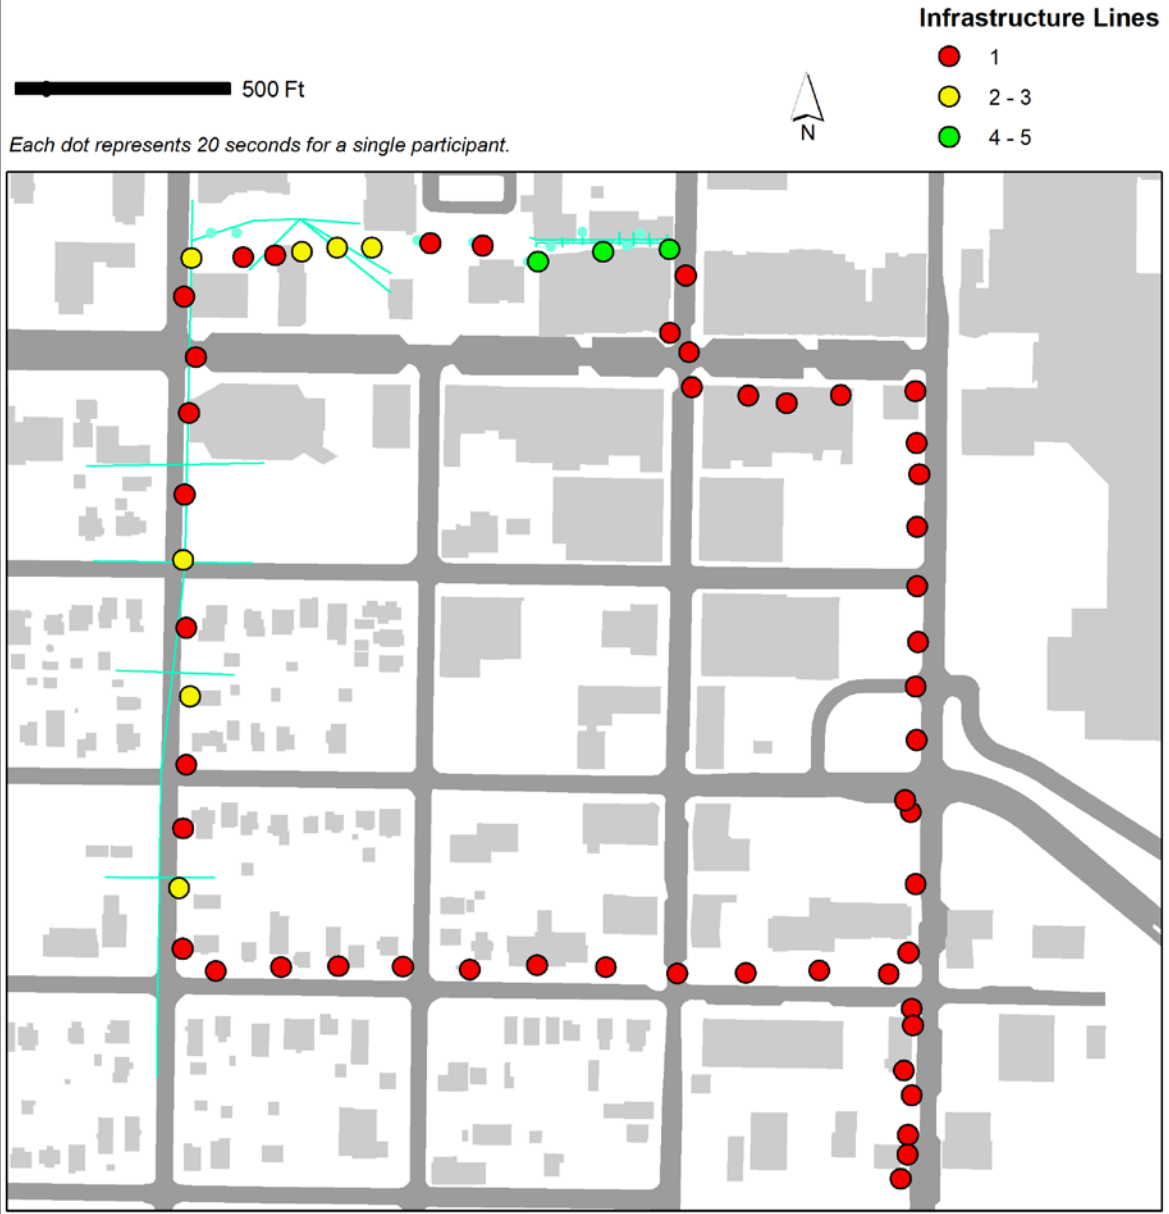 Infrastructure Lines
1
500 Ft
2 - 3
N
4 - 5
Each dot represents 20 seconds for a single participant.